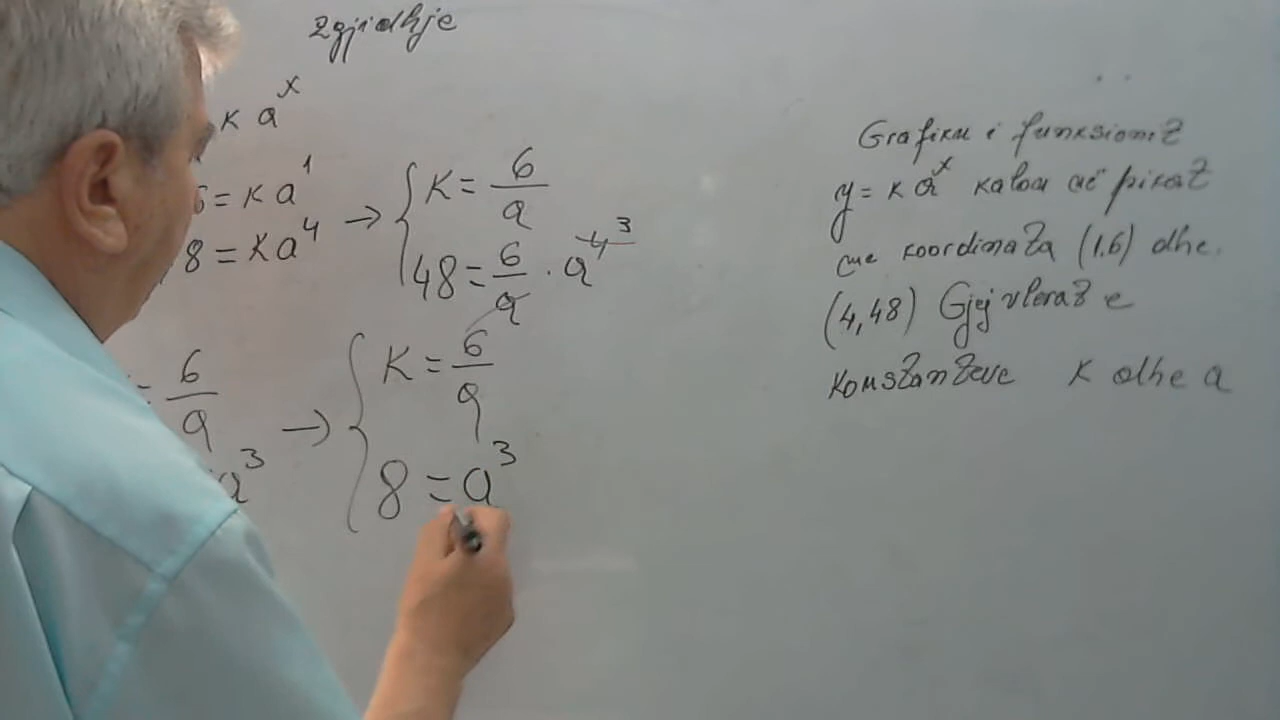 zgjidhje
k a^x
6 = k a^1
8 = k a^4 → { k = 6/a
48 = 6/a · a^4 ^3
= 6/a
a^3 → { k = 6/a
8 = a^3
Grafiku i funksionit
y = k a^x kalon në pikat
me koordinata (1.6) dhe
(4,48) Gjej vlerat e
konstanteve k dhe a